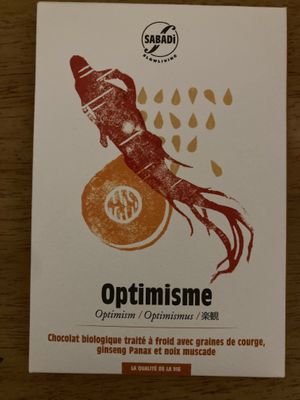 SABADÌ
SLOWLIVING
Optimisme
Optimism / Optimismus / 楽観
Chocolat biologique traité à froid avec graines de courge,
ginseng Panax et noix muscade
LA QUALITÉ DE LA VIE